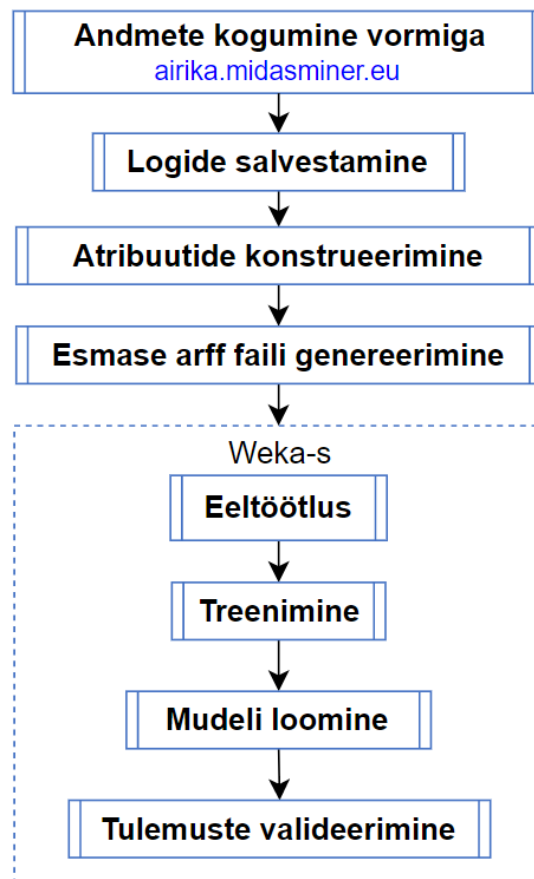 Andmete kogumine vormiga
airika.midasminer.eu
Logide salvestamine
Atribuutide konstrueerimine
Esmase arff faili genereerimine
Weka-s
Eeltöötlus
Treenimine
Mudeli loomine
Tulemuste valideerimine